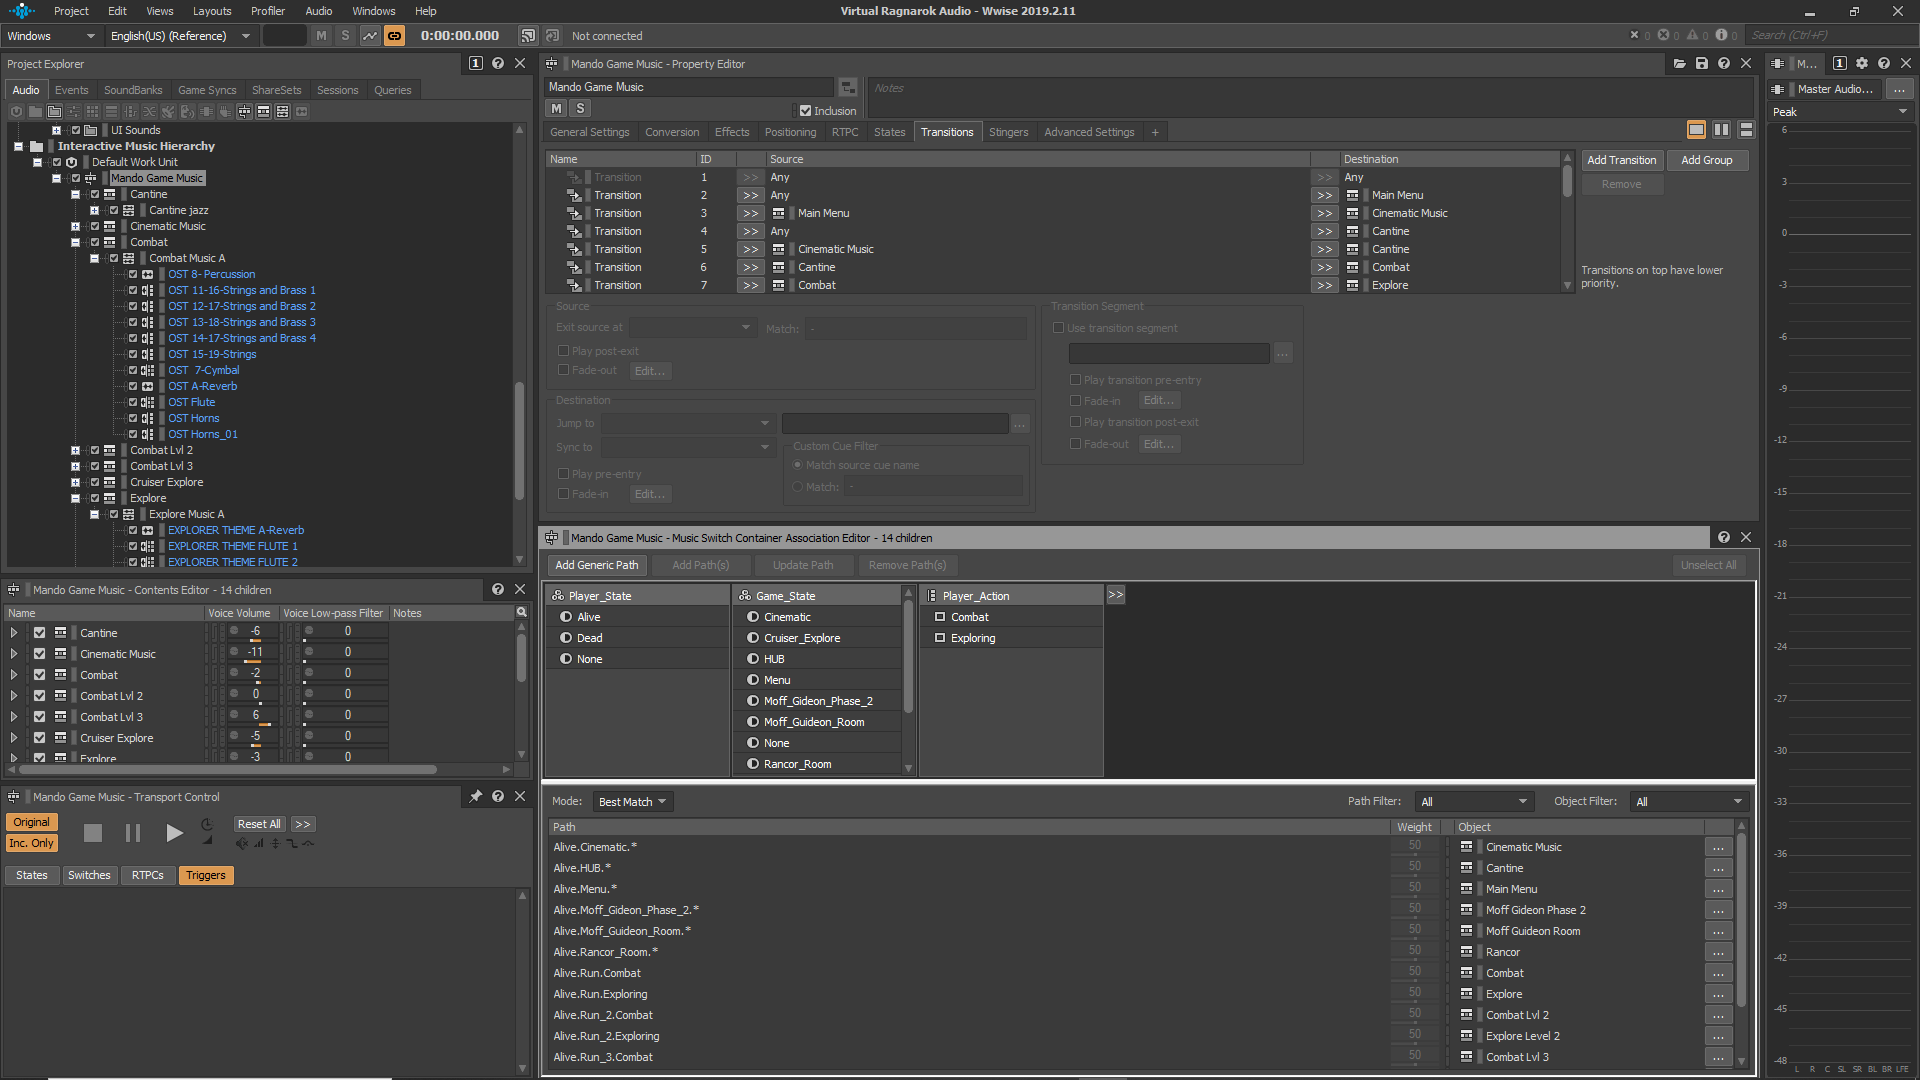 Project Edit Views Layouts Profiler Audio Windows Help
Virtual Ragnarok Audio - Wwise 2019.2.11
Windows English(US) (Reference) M S 0:00:00.000 Not connected
0 0 0 0 Search (Ctrl+F)
Project Explorer 1
Audio Events SoundBanks Game Syncs ShareSets Sessions Queries
UI Sounds
Interactive Music Hierarchy
Default Work Unit
Mando Game Music
Cantine
Cantine jazz
Cinematic Music
Combat
Combat Music A
OST 8- Percussion
OST 11-16-Strings and Brass 1
OST 12-17-Strings and Brass 2
OST 13-18-Strings and Brass 3
OST 14-17-Strings and Brass 4
OST 15-19-Strings
OST 7-Cymbal
OST A-Reverb
OST Flute
OST Horns
OST Horns_01
Combat Lvl 2
Combat Lvl 3
Cruiser Explore
Explore
Explore Music A
EXPLORER THEME A-Reverb
EXPLORER THEME FLUTE 1
EXPLORER THEME FLUTE 2
Mando Game Music - Contents Editor - 14 children
Name Voice Volume Voice Low-pass Filter Notes
Cantine -6 0
Cinematic Music -11 0
Combat -2 0
Combat Lvl 2 0 0
Combat Lvl 3 6 0
Cruiser Explore -5 0
Explore -3 0
Mando Game Music - Transport Control
Original
Inc. Only
Reset All >>
States Switches RTPCs Triggers
Mando Game Music - Property Editor
Mando Game Music Notes
M S Inclusion
General Settings Conversion Effects Positioning RTPC States Transitions Stingers Advanced Settings +
Name ID Source Destination
Transition 1 >> Any >> Any
Transition 2 >> Any >> Main Menu
Transition 3 >> Main Menu >> Cinematic Music
Transition 4 >> Any >> Cantine
Transition 5 >> Cinematic Music >> Cantine
Transition 6 >> Cantine >> Combat
Transition 7 >> Combat >> Explore
Add Transition Add Group
Remove
Transitions on top have lower
priority.
Source
Exit source at Match: -
Play post-exit
Fade-out Edit...
Destination
Jump to ...
Sync to
Play pre-entry
Fade-in Edit...
Custom Cue Filter
Match source cue name
Match: -
Transition Segment
Use transition segment
...
Play transition pre-entry
Fade-in Edit...
Play transition post-exit
Fade-out Edit...
Mando Game Music - Music Switch Container Association Editor - 14 children
Add Generic Path Add Path(s) Update Path Remove Path(s) Unselect All
Player_State Game_State Player_Action >>
Alive Cinematic Combat
Dead Cruiser_Explore Exploring
None HUB
Menu
Moff_Gideon_Phase_2
Moff_Guideon_Room
None
Rancor_Room
Mode: Best Match Path Filter: All Object Filter: All
Path Weight Object
Alive.Cinematic.* 50 Cinematic Music ...
Alive.HUB.* 50 Cantine ...
Alive.Menu.* 50 Main Menu ...
Alive.Moff_Gideon_Phase_2.* 50 Moff Gideon Phase 2 ...
Alive.Moff_Guideon_Room.* 50 Moff Guideon Room ...
Alive.Rancor_Room.* 50 Rancor ...
Alive.Run.Combat 50 Combat ...
Alive.Run.Exploring 50 Explore ...
Alive.Run_2.Combat 50 Combat Lvl 2 ...
Alive.Run_2.Exploring 50 Explore Level 2 ...
Alive.Run_3.Combat 50 Combat Lvl 3 ...
M... 1
Master Audio... ...
Peak
6
3
0
-3
-6
-9
-12
-15
-18
-21
-24
-27
-30
-33
-36
-39
-42
-45
-48
L R C SL SR BL BR LFE